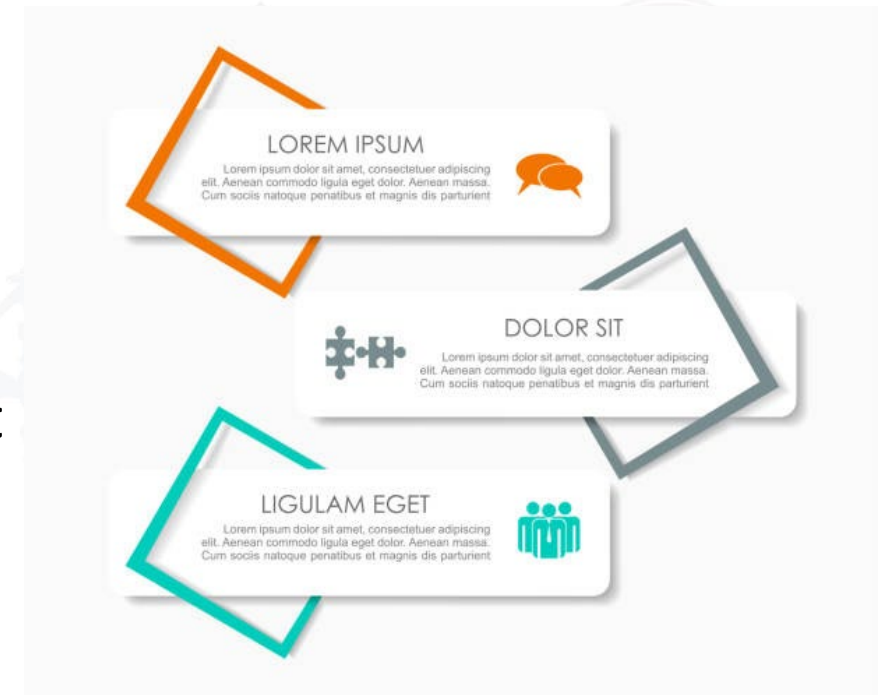 LOREM IPSUM
Lorem ipsum dolor sit amet, consectetuer adipiscing
elit. Aenean commodo ligula eget dolor. Aenean massa.
Cum sociis natoque penatibus et magnis dis parturient
DOLOR SIT
Lorem ipsum dolor sit amet, consectetuer adipiscing
elit. Aenean commodo ligula eget dolor. Aenean massa.
Cum sociis natoque penatibus et magnis dis parturient
LIGULAM EGET
Lorem ipsum dolor sit amet, consectetuer adipiscing
elit. Aenean commodo ligula eget dolor. Aenean massa.
Cum sociis natoque penatibus et magnis dis parturient